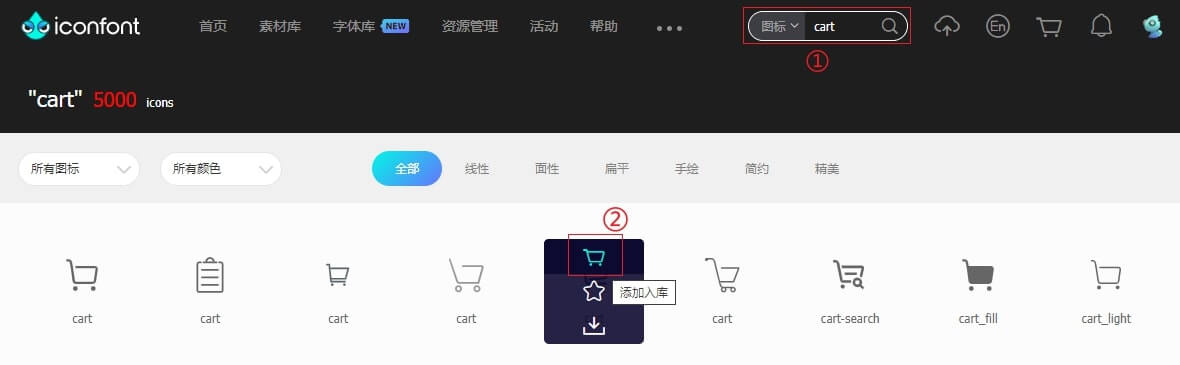 iconfont 首页 素材库 字体库 NEW 资源管理 活动 帮助 图标 cart En
①
"cart" 5000 icons
所有图标 所有颜色 全部 线性 面性 扁平 手绘 简约 精美
②
添加入库
cart cart cart cart cart cart-search cart_fill cart_light